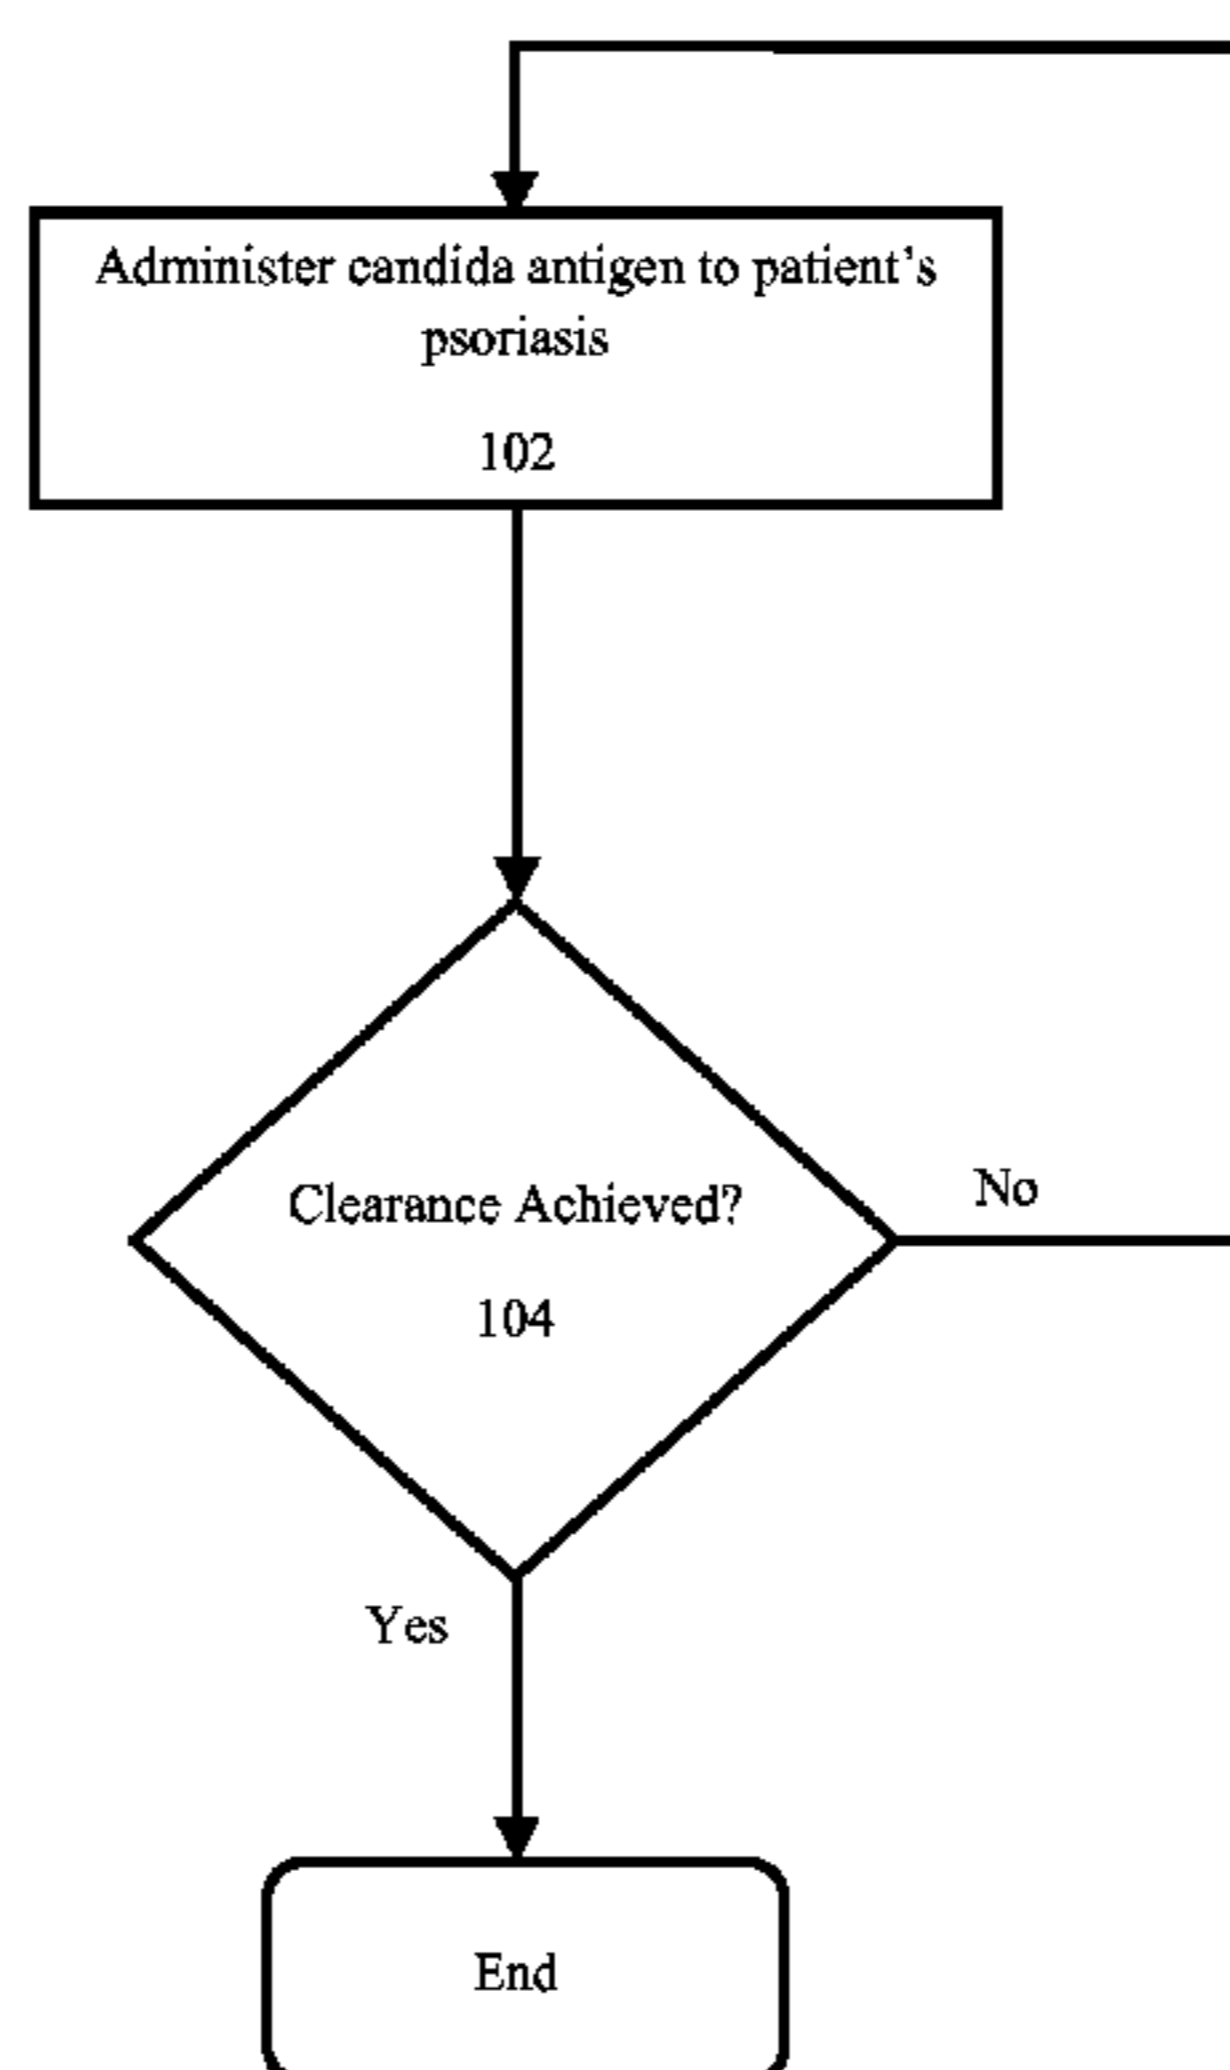 Administer candida antigen to patient's
psoriasis
102
Clearance Achieved?
104
No
Yes
End